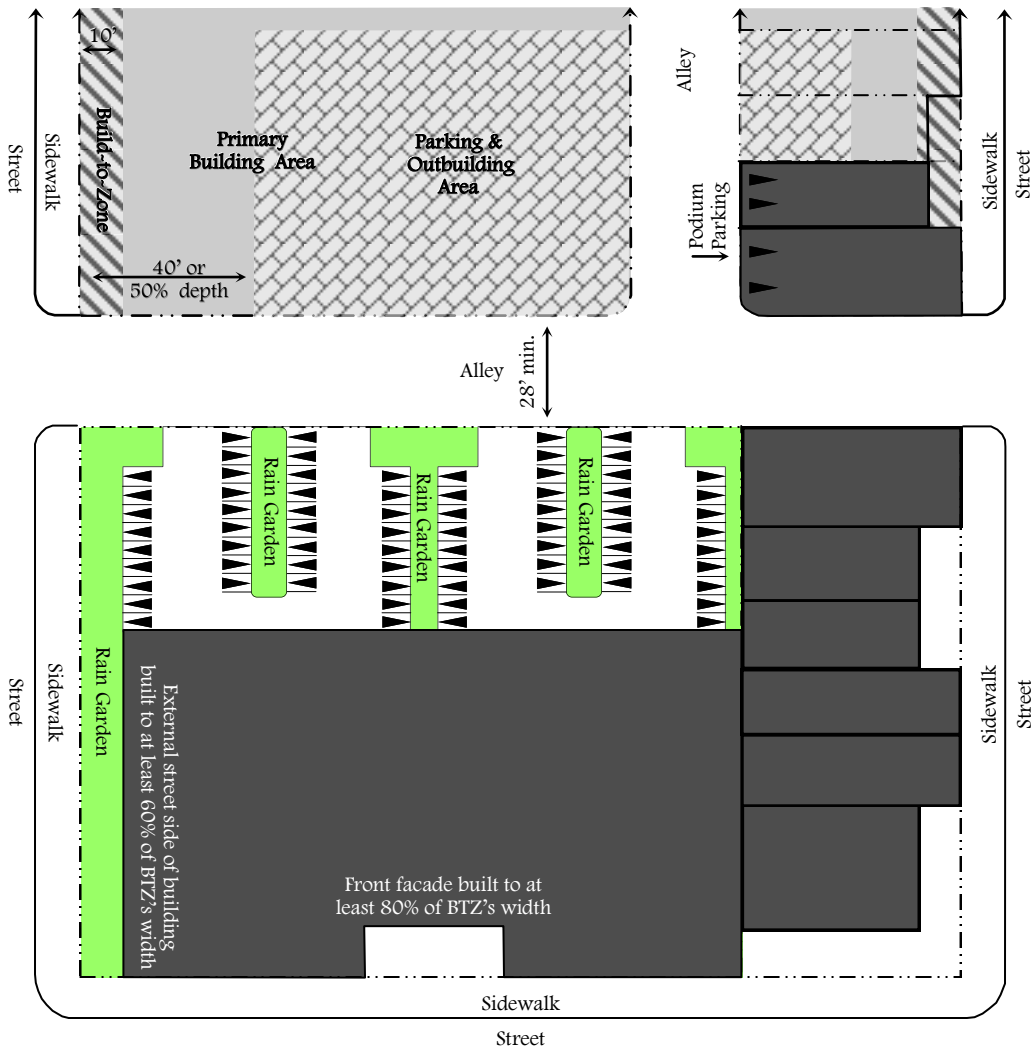 10'
Street
Sidewalk
Build-to-Zone
Primary
Building Area
Parking &
Outbuilding
Area
40' or
50% depth
Alley
Podium
Parking
Sidewalk
Street
Alley
28' min.
Rain Garden
Rain Garden
Rain Garden
Rain Garden
Sidewalk
Street
External street side of building
built to at least 60% of BTZ's width
Front facade built to at
least 80% of BTZ's width
Sidewalk
Street
Sidewalk
Street